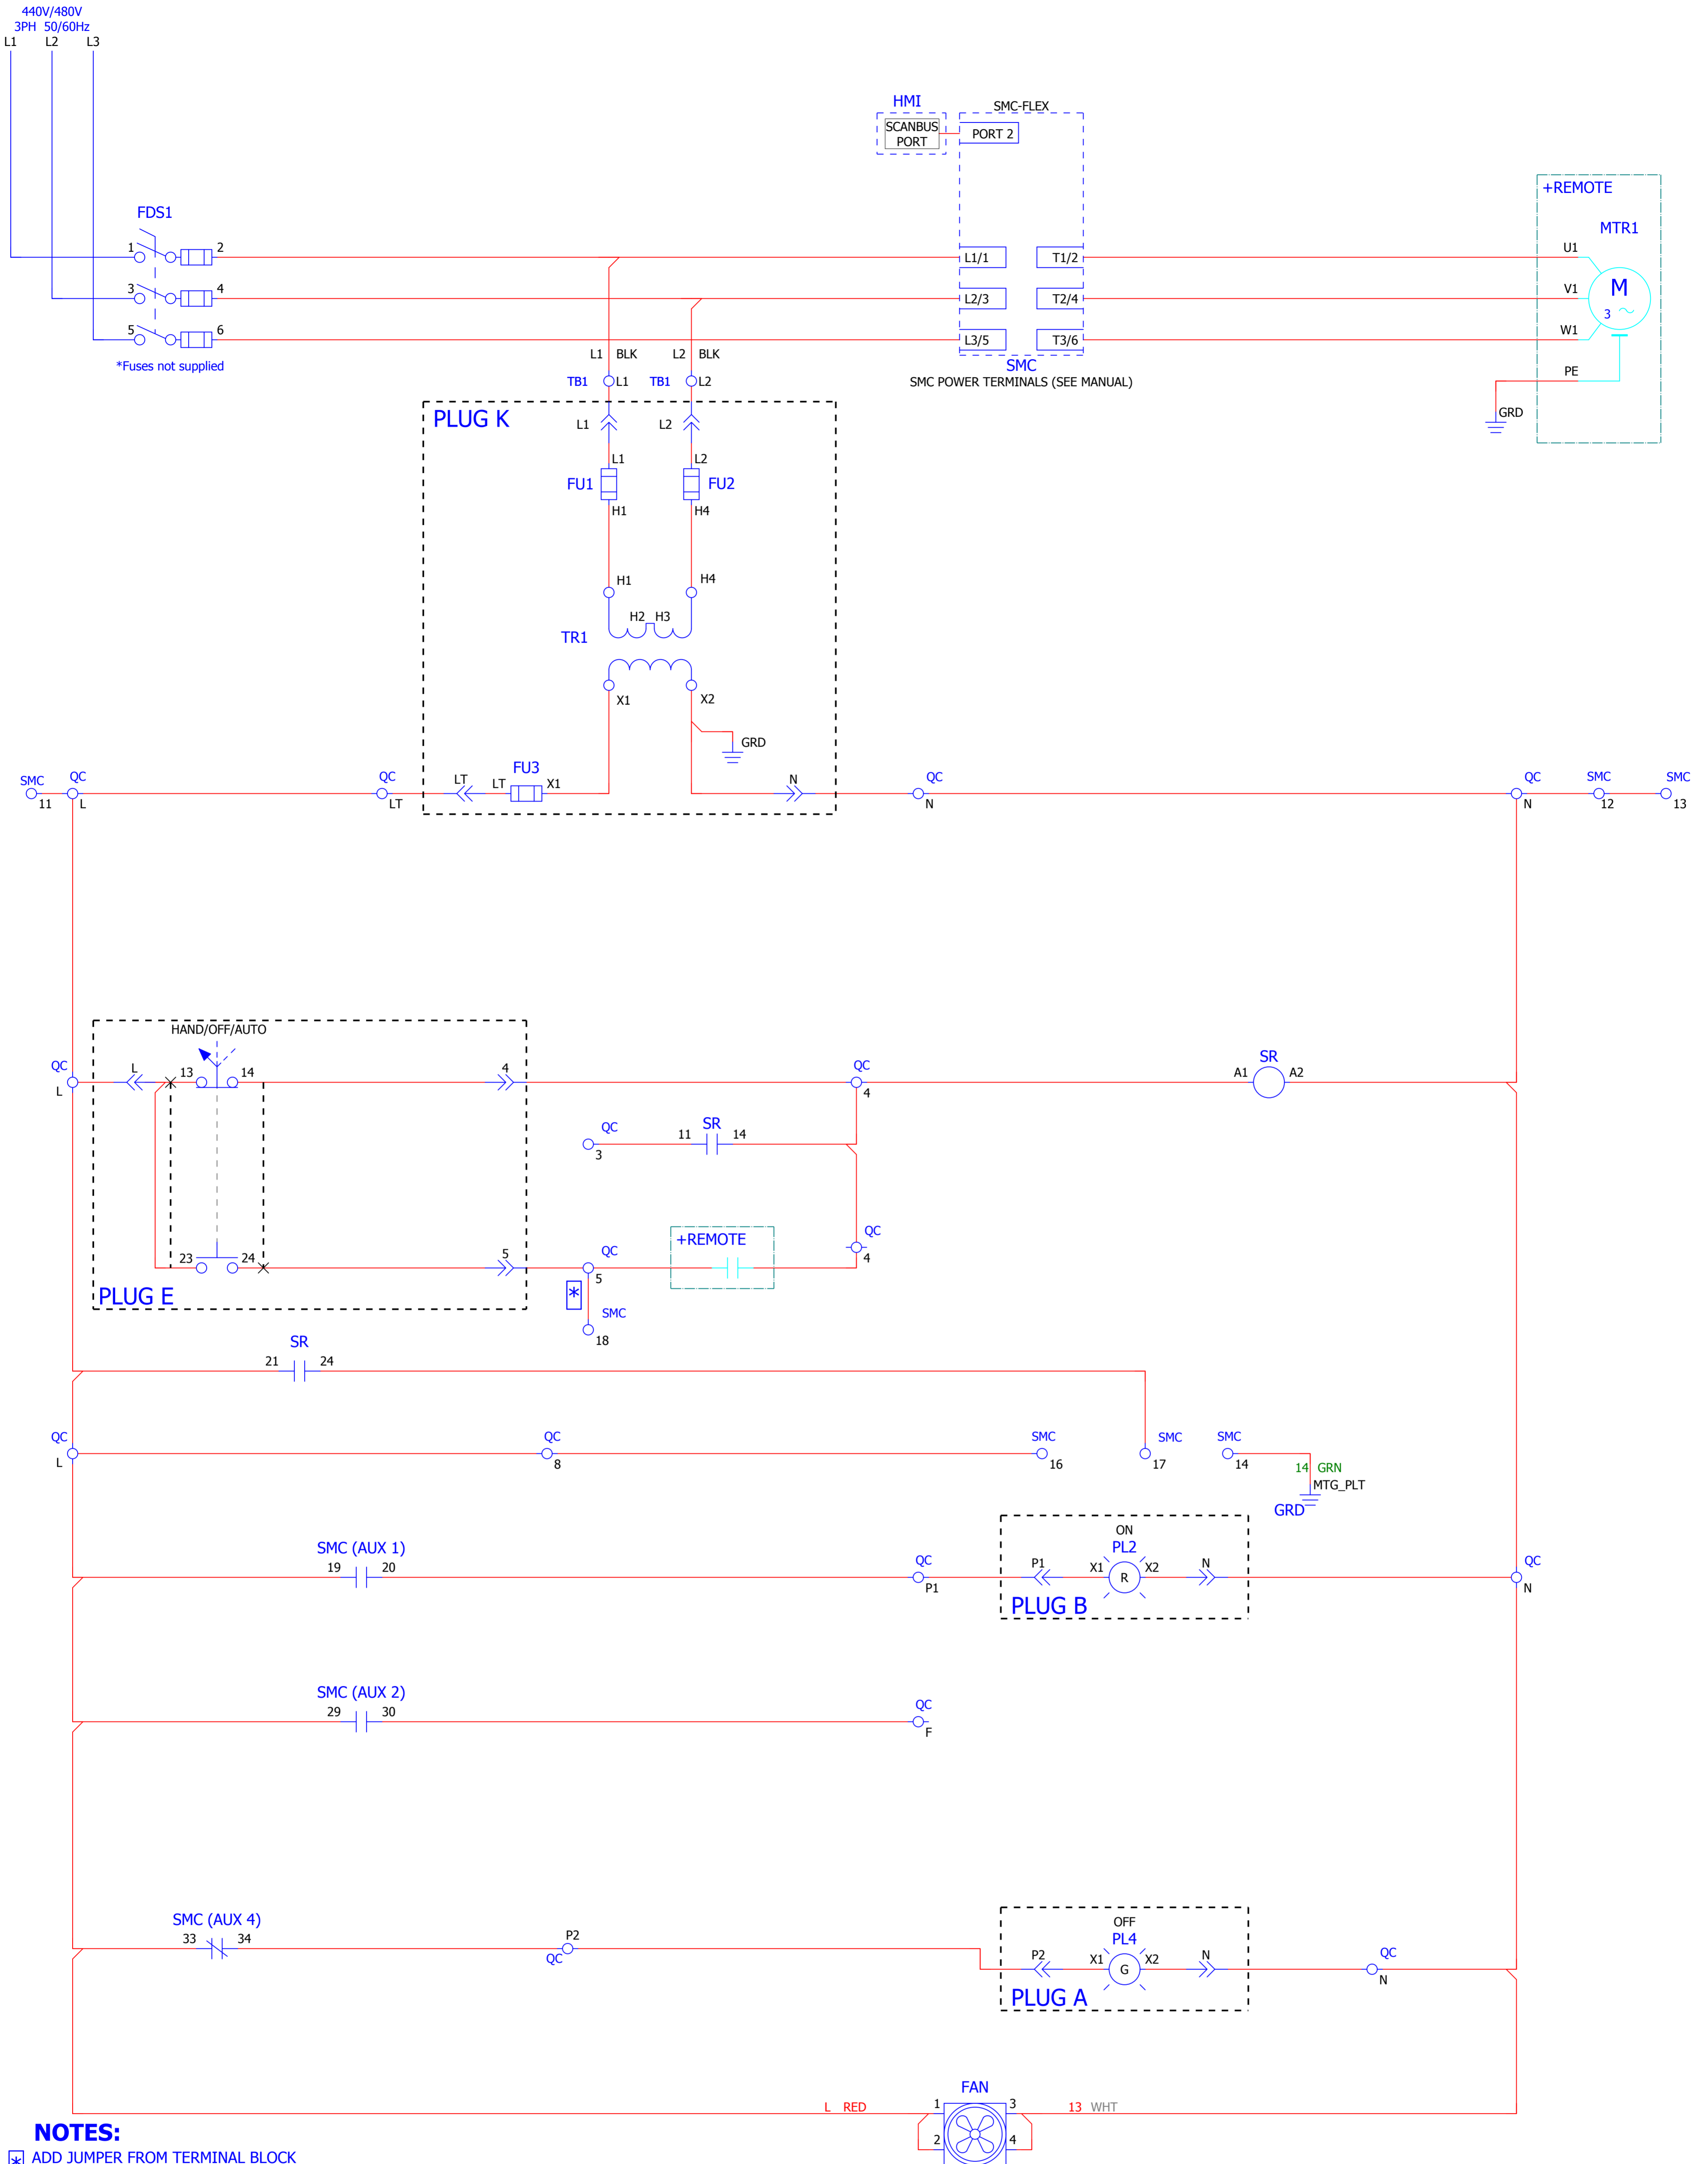 440V/480V
3PH 50/60Hz
L1 L2 L3
HMI
SMC-FLEX
SCANBUS
PORT
PORT 2
+REMOTE
MTR1
FDS1
1 2
L1/1 T1/2
U1
3 4
L2/3 T2/4
V1
M
3
5 6
L3/5 T3/6
W1
*Fuses not supplied
SMC
SMC POWER TERMINALS (SEE MANUAL)
PE
GRD
L1 BLK L2 BLK
TB1 L1 TB1 L2
PLUG K
L1 L2
L1 L2
FU1 FU2
H1 H4
H1 H4
H2 H3
TR1
X1 X2
GRD
SMC QC QC LT LT FU3 X1 N QC QC SMC SMC
11 L LT N N 12 13
HAND/OFF/AUTO
QC L 13 14 4 QC SR
A1 A2
L 4
QC 11 SR 14
3
QC
+REMOTE
4
23 24 5 QC
5
PLUG E
*
SMC
18
SR
21 24
QC QC SMC SMC SMC
L 8 16 17 14
14 GRN
MTG_PLT
GRD
ON
SMC (AUX 1)
PL2
19 20 QC P1 X1 R X2 N QC
P1 N
PLUG B
SMC (AUX 2)
29 30 QC
F
OFF
SMC (AUX 4)
PL4
33 34 P2
QC
P2 X1 G X2 N QC
N
PLUG A
FAN
L RED 1 3 13 WHT
2 4
NOTES:
* ADD JUMPER FROM TERMINAL BLOCK